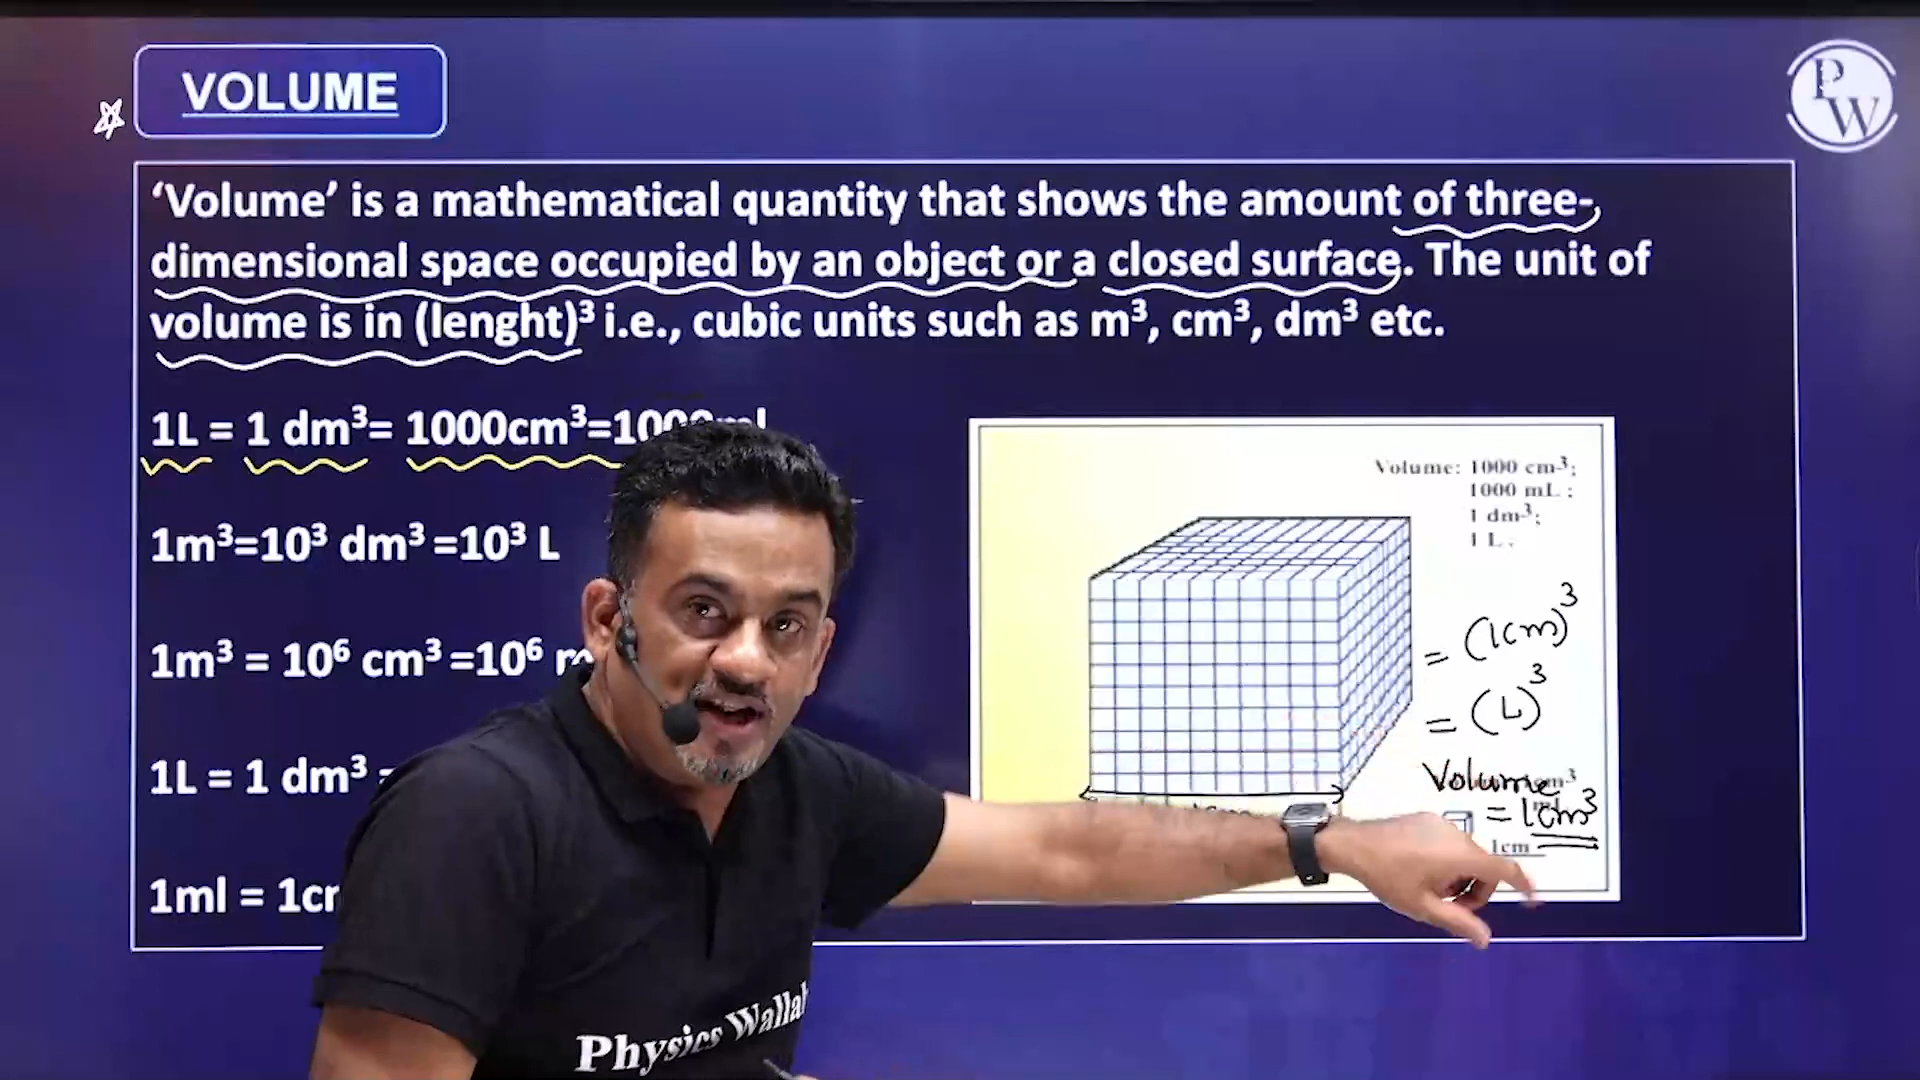 VOLUME
PW
‘Volume’ is a mathematical quantity that shows the amount of three-
dimensional space occupied by an object or a closed surface. The unit of
volume is in (lenght)³ i.e., cubic units such as m³, cm³, dm³ etc.
1L = 1 dm³= 1000cm³=1000ml
1m³=10³ dm³ =10³ L
1m³ = 10⁶ cm³ =10⁶
1L = 1 dm³
1ml =
Volume: 1000 cm³;
1000 mL ;
1 dm³;
1 L.
= (1cm)³
= (L)³
Volume
= 1cm³
1cm
Physics Wallah